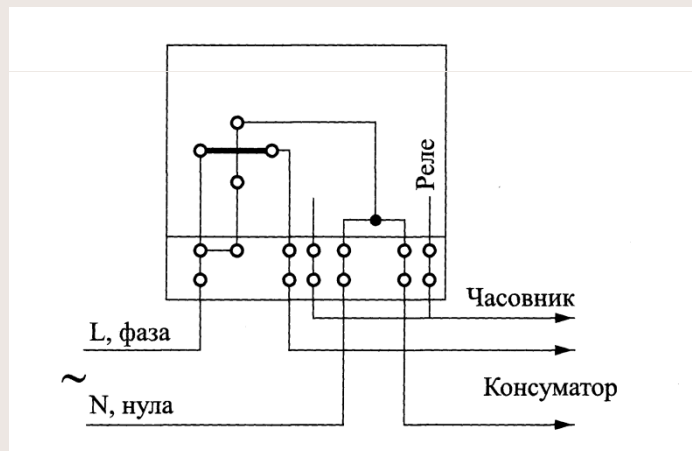 Реле
Часовник
L, фаза
~
Консуматор
N, нула